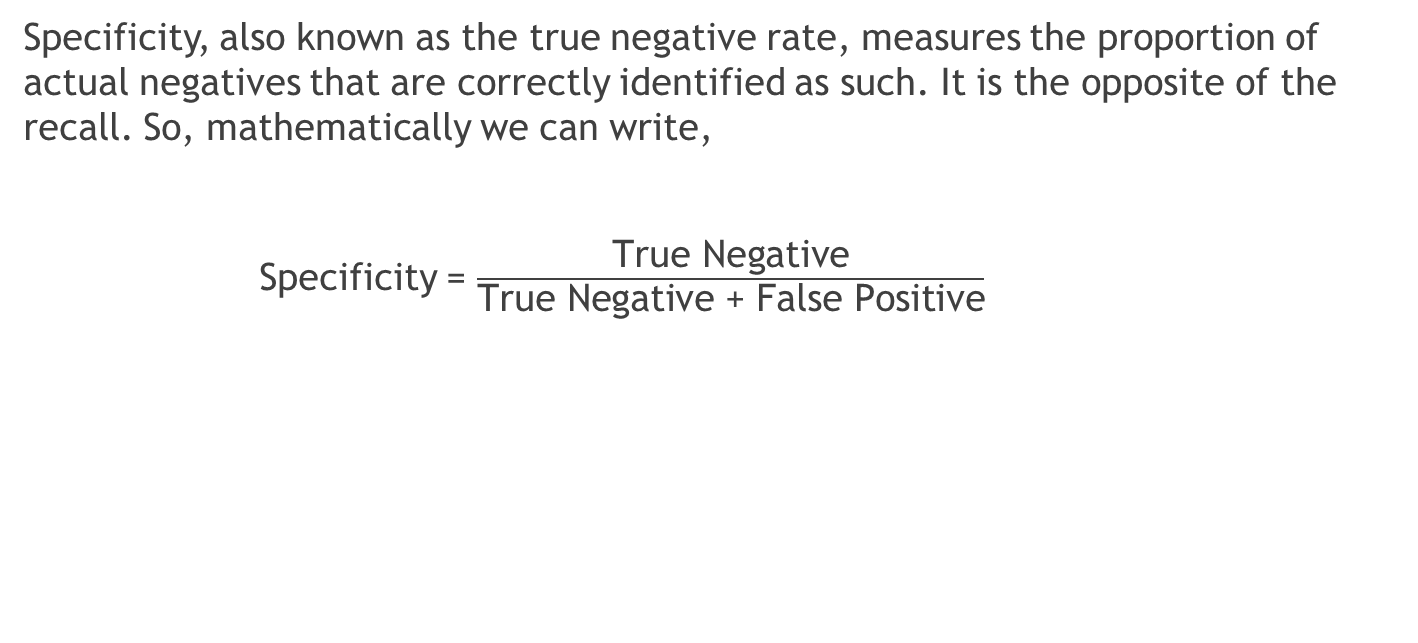 Specificity, also known as the true negative rate, measures the proportion of
actual negatives that are correctly identified as such. It is the opposite of the
recall. So, mathematically we can write,
True Negative
Specificity =
True Negative + False Positive